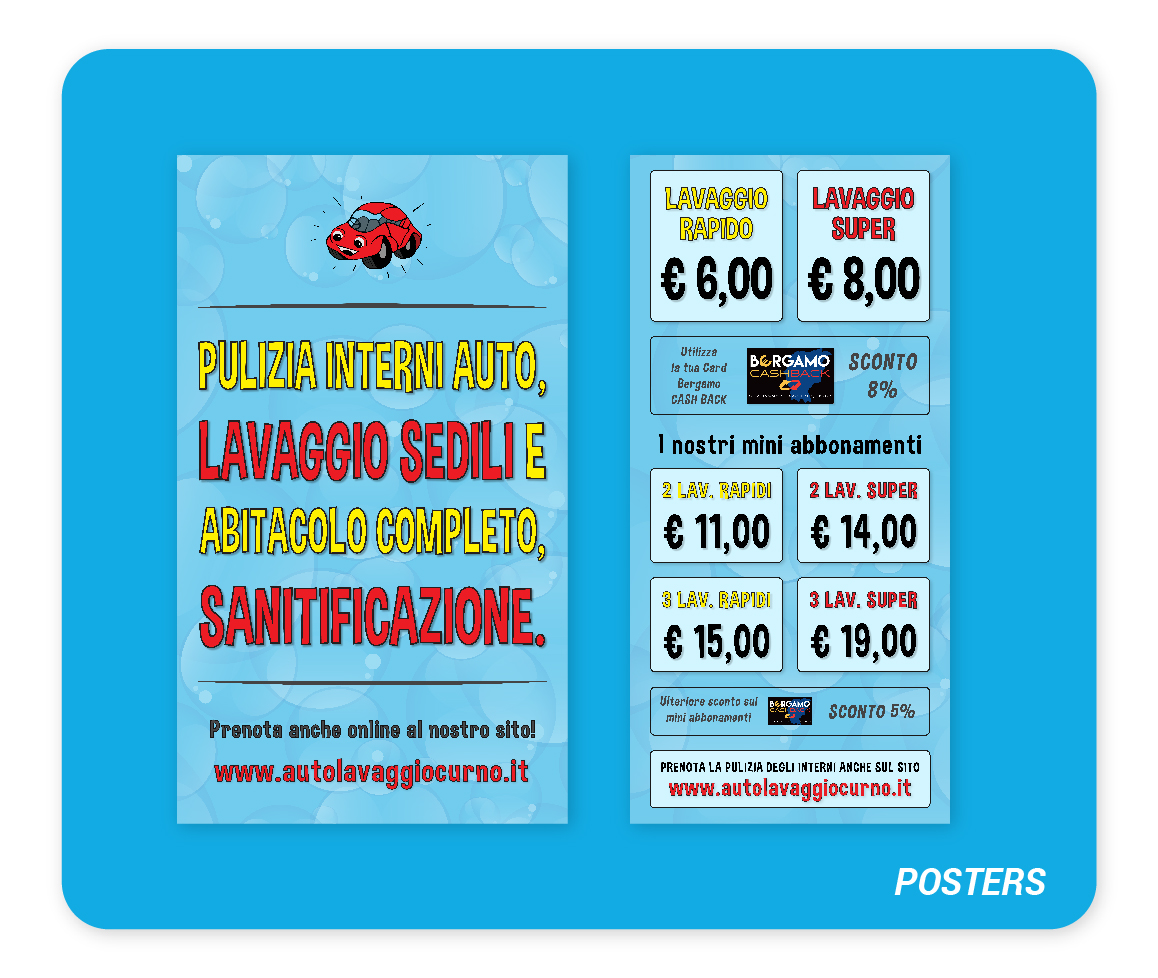 PULIZIA INTERNI AUTO,
LAVAGGIO SEDILI E
ABITACOLO COMPLETO,
SANITIFICAZIONE.
Prenota anche online al nostro sito!
www.autolavaggiocurno.it
LAVAGGIO
RAPIDO
€ 6,00
LAVAGGIO
SUPER
€ 8,00
Utilizza
la tua Card
Bergamo
CASH BACK
BERGAMO
CASHBACK
SCONTO
8%
I nostri mini abbonamenti
2 LAV. RAPIDI
€ 11,00
2 LAV. SUPER
€ 14,00
3 LAV. RAPIDI
€ 15,00
3 LAV. SUPER
€ 19,00
Ulteriore sconto sui
mini abbonamenti
BERGAMO
CASHBACK
SCONTO 5%
PRENOTA LA PULIZIA DEGLI INTERNI ANCHE SUL SITO
www.autolavaggiocurno.it
POSTERS